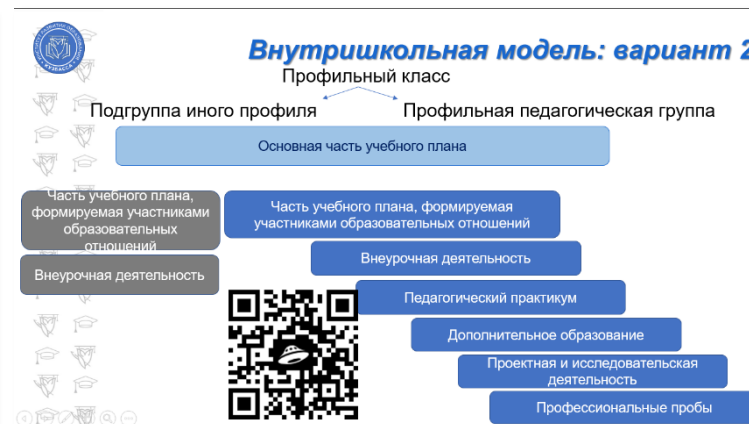 Внутришкольная модель: вариант 2
Профильный класс
Подгруппа иного профиля
Профильная педагогическая группа
Основная часть учебного плана
Часть учебного плана,
формируемая участниками
образовательных
отношений
Внеурочная деятельность
Часть учебного плана, формируемая
участниками образовательных отношений
Внеурочная деятельность
Педагогический практикум
Дополнительное образование
Проектная и исследовательская
деятельность
Профессиональные пробы